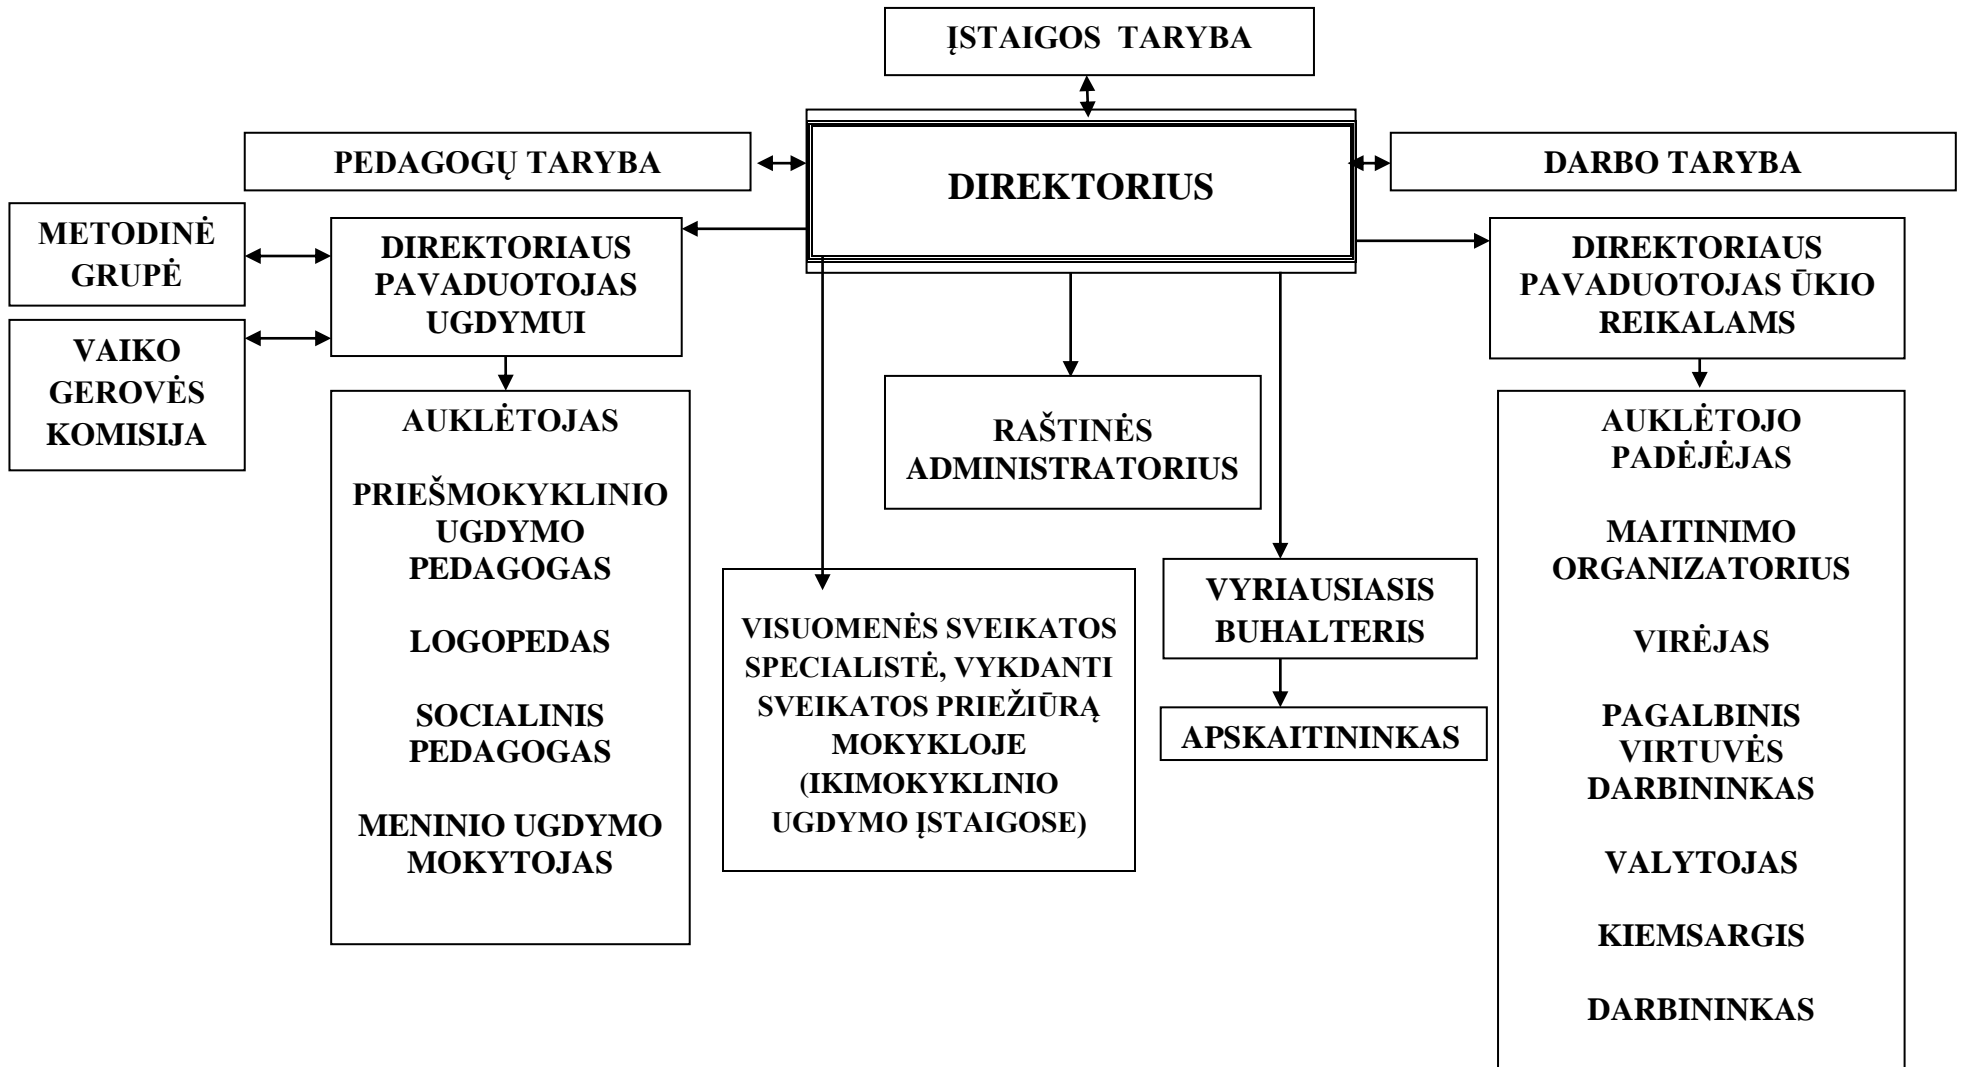 ĮSTAIGOS TARYBA
PEDAGOGŲ TARYBA
DIREKTORIUS
DARBO TARYBA
METODINĖ
GRUPĖ
DIREKTORIAUS
PAVADUOTOJAS
UGDYMUI
DIREKTORIAUS
PAVADUOTOJAS ŪKIO
REIKALAMS
VAIKO
GEROVĖS
KOMISIJA
AUKLĖTOJAS
PRIEŠMOKYKLINIO
UGDYMO
PEDAGOGAS
LOGOPEDAS
SOCIALINIS
PEDAGOGAS
MENINIO UGDYMO
MOKYTOJAS
VISUOMENĖS SVEIKATOS
SPECIALISTĖ, VYKDANTI
SVEIKATOS PRIEŽIŪRĄ
MOKYKLOJE
(IKIMOKYKLINIO
UGDYMO ĮSTAIGOSE)
RAŠTINĖS
ADMINISTRATORIUS
VYRIAUSIASIS
BUHALTERIS
APSKAITININKAS
AUKLĖTOJO
PADĖJĖJAS
MAITINIMO
ORGANIZATORIUS
VIRĖJAS
PAGALBINIS
VIRTUVĖS
DARBININKAS
VALYTOJAS
KIEMSARGIS
DARBININKAS